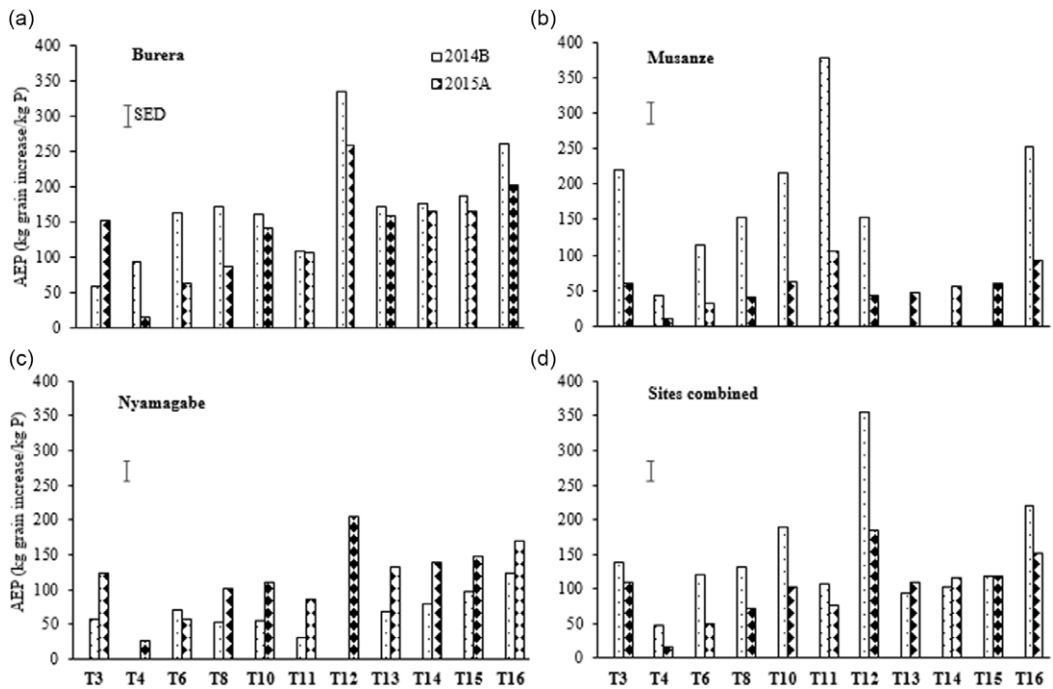 (a)
Burera
2014B
2015A
SED
AEP (kg grain increase/kg P)
400
350
300
250
200
150
100
50
0
(b)
Musanze
400
350
300
250
200
150
100
50
0
(c)
Nyamagabe
AEP (kg grain increase/kg P)
400
350
300
250
200
150
100
50
0
T3 T4 T6 T8 T10 T11 T12 T13 T14 T15 T16
(d)
Sites combined
400
350
300
250
200
150
100
50
0
T3 T4 T6 T8 T10 T11 T12 T13 T14 T15 T16